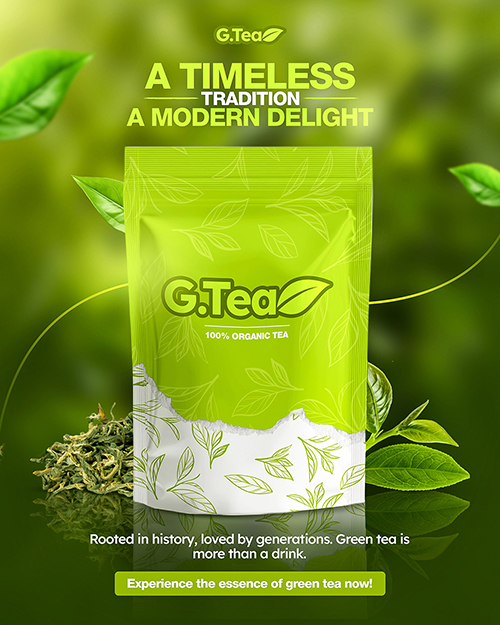 G.Tea
A TIMELESS
TRADITION
A MODERN DELIGHT
G.Tea
100% ORGANIC TEA
Rooted in history, loved by generations. Green tea is
more than a drink.
Experience the essence of green tea now!